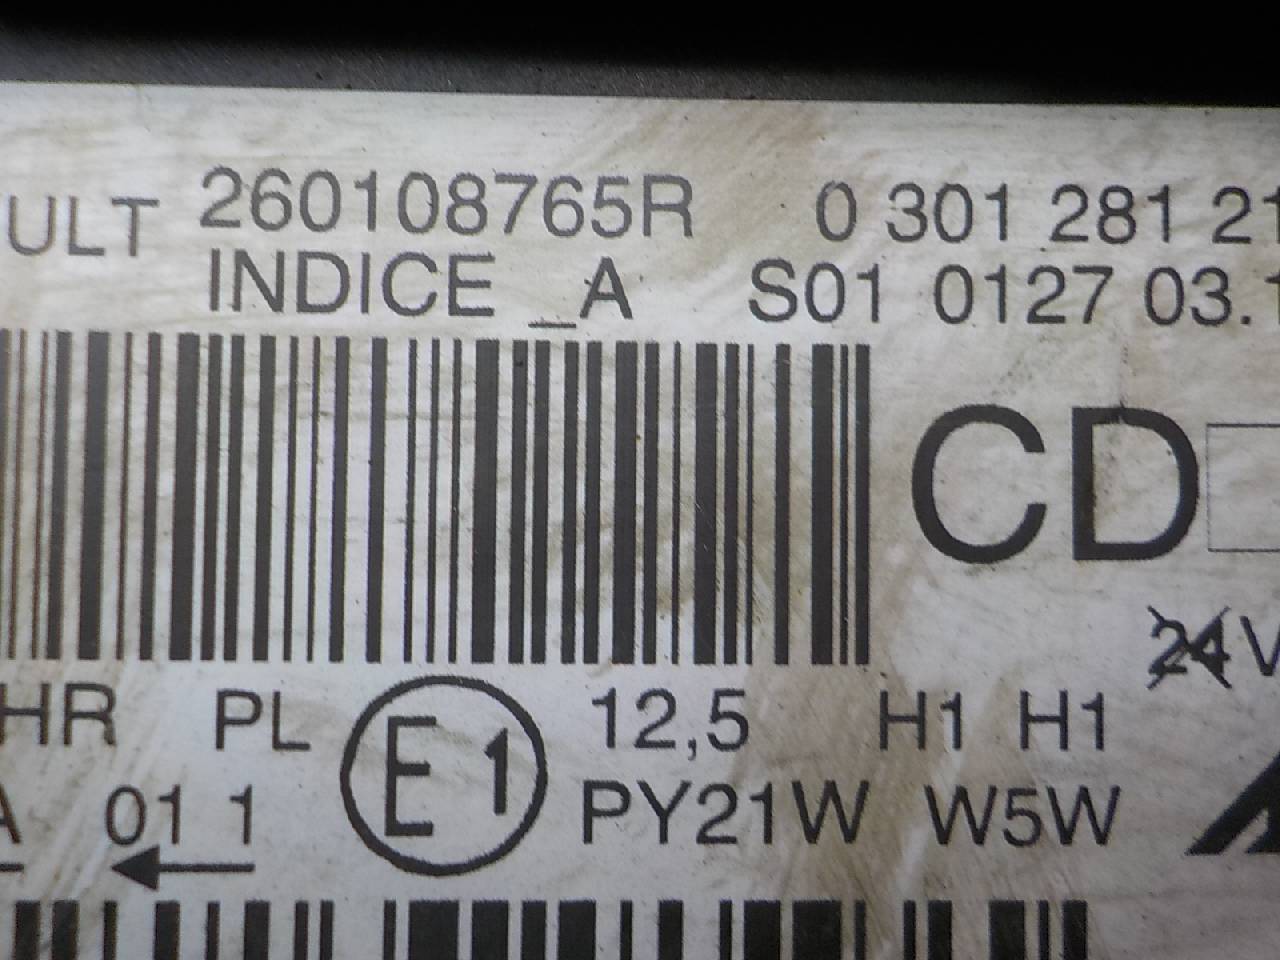 ULT 260108765R 0 301 281 21
INDICE _A S01 0127 03.1
CD
24V
HR PL E1 12,5 H1 H1
A 01 1 PY21W W5W